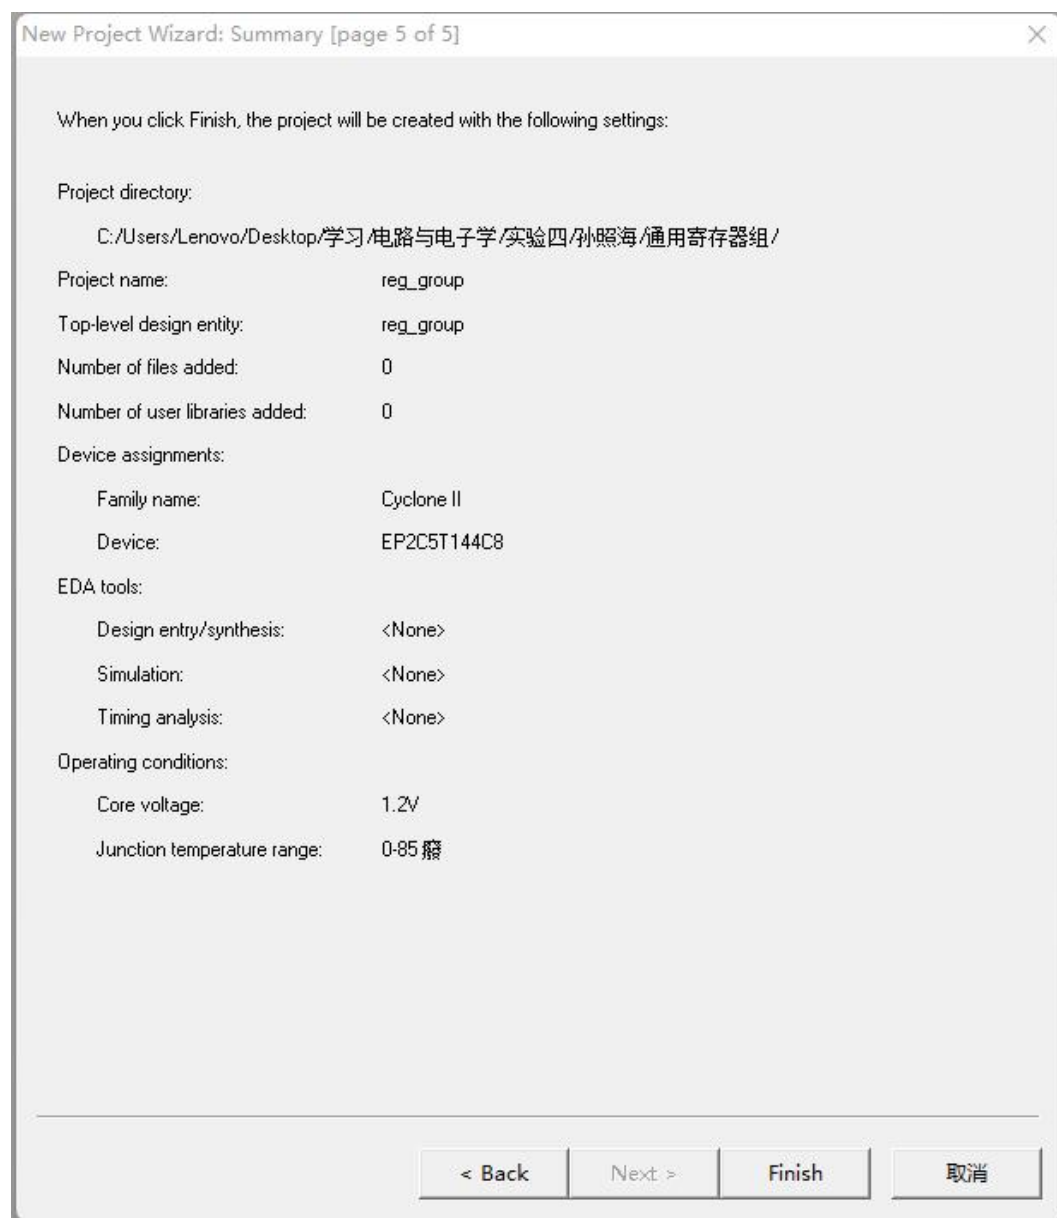 New Project Wizard: Summary [page 5 of 5]
When you click Finish, the project will be created with the following settings:
Project directory:
C:/Users/Lenovo/Desktop/学习/电路与电子学/实验四/孙照海/通用寄存器组/
Project name: reg_group
Top-level design entity: reg_group
Number of files added: 0
Number of user libraries added: 0
Device assignments:
Family name: Cyclone II
Device: EP2C5T144C8
EDA tools:
Design entry/synthesis: <None>
Simulation: <None>
Timing analysis: <None>
Operating conditions:
Core voltage: 1.2V
Junction temperature range: 0-85 癈
< Back Next > Finish 取消